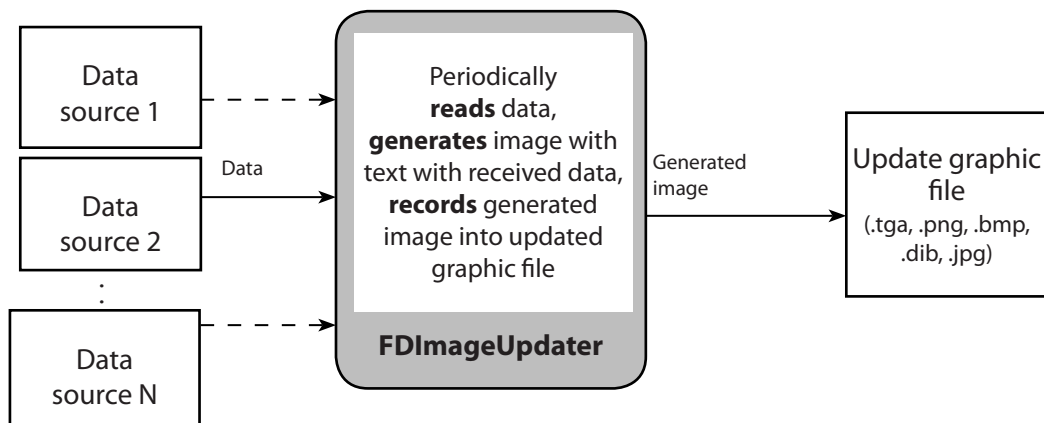 Data
source 1
Data
source 2
:
Data
source N
Data
Periodically
reads data,
generates image with
text with received data,
records generated
image into updated
graphic file
FDImageUpdater
Generated
image
Update graphic
file
(.tga, .png, .bmp,
.dib, .jpg)